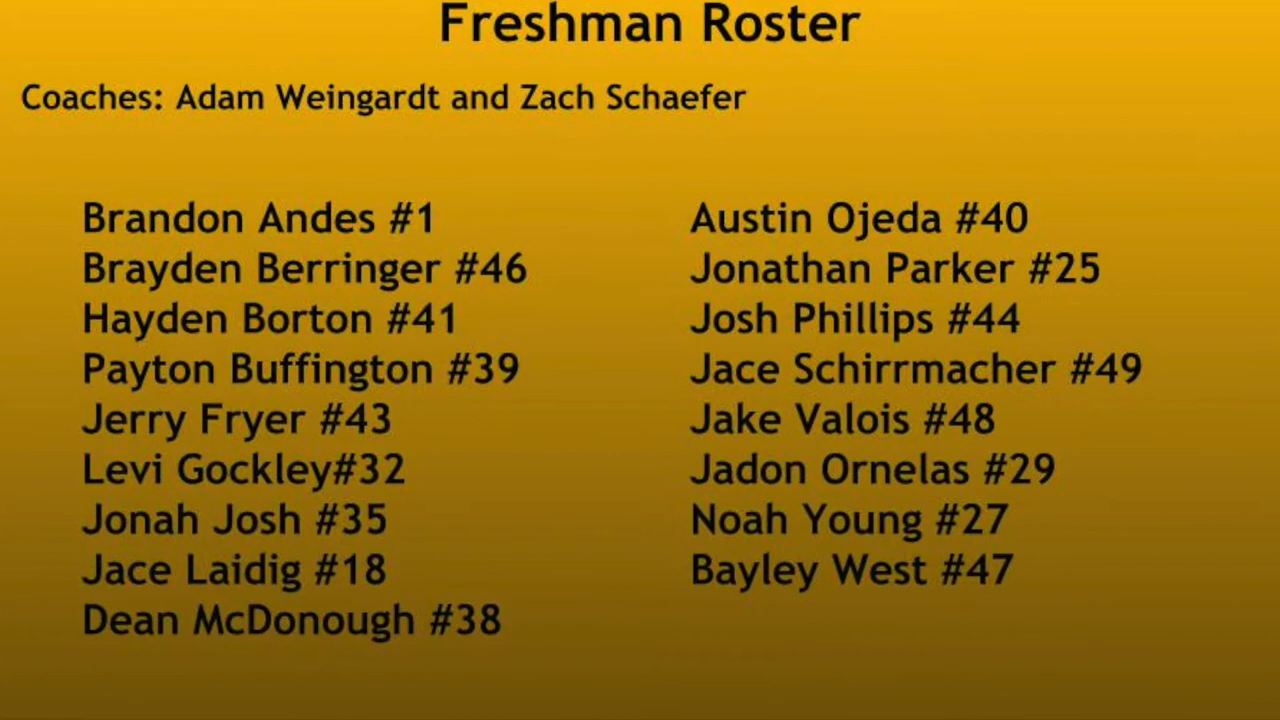 Freshman Roster
Coaches: Adam Weingardt and Zach Schaefer
Brandon Andes #1
Brayden Berringer #46
Hayden Borton #41
Payton Buffington #39
Jerry Fryer #43
Levi Gockley#32
Jonah Josh #35
Jace Laidig #18
Dean McDonough #38
Austin Ojeda #40
Jonathan Parker #25
Josh Phillips #44
Jace Schirrmacher #49
Jake Valois #48
Jadon Ornelas #29
Noah Young #27
Bayley West #47